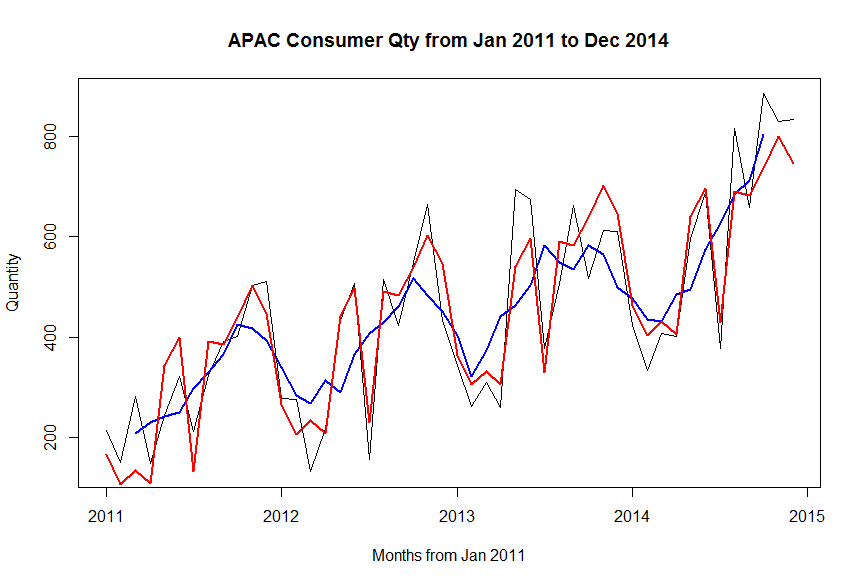 APAC Consumer Qty from Jan 2011 to Dec 2014
Quantity
800
600
400
200
2011 2012 2013 2014 2015
Months from Jan 2011